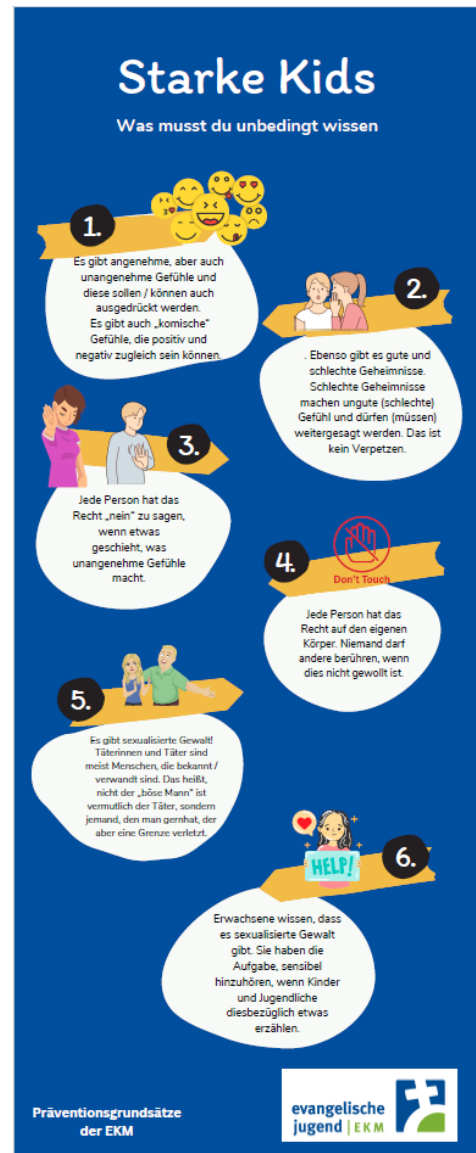 Starke Kids
Was musst du unbedingt wissen
1.
Es gibt angenehme, aber auch
unangenehme Gefühle und
diese sollen / können auch
ausgedrückt werden.
Es gibt auch „komische“
Gefühle, die positiv und
negativ zugleich sein können.
2.
. Ebenso gibt es gute und
schlechte Geheimnisse.
Schlechte Geheimnisse
machen ungute (schlechte)
Gefühl und dürfen (müssen)
weitergesagt werden. Das ist
kein Verpetzen.
3.
Jede Person hat das
Recht „nein“ zu sagen,
wenn etwas
geschieht, was
unangenehme Gefühle
macht.
4.
Don't Touch
Jede Person hat das
Recht auf den eigenen
Körper. Niemand darf
andere berühren, wenn
dies nicht gewollt ist.
5.
Es gibt sexualisierte Gewalt!
Täterinnen und Täter sind
meist Menschen, die bekannt /
verwandt sind. Das heißt,
nicht der „böse Mann“ ist
vermutlich der Täter, sondern
jemand, den man gernhat, der
aber eine Grenze verletzt.
6.
HELP!
Erwachsene wissen, dass
es sexualisierte Gewalt
gibt. Sie haben die
Aufgabe, sensibel
hinzuhören, wenn Kinder
und Jugendliche
diesbezüglich etwas
erzählen.
Präventionsgrundsätze
der EKM
evangelische
jugend | EKM